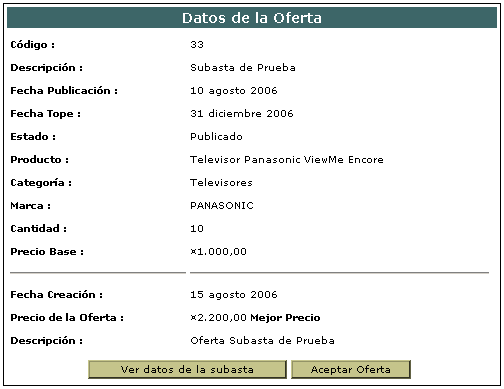 Datos de la Oferta
Código : 33
Descripción : Subasta de Prueba
Fecha Publicación : 10 agosto 2006
Fecha Tope : 31 diciembre 2006
Estado : Publicado
Producto : Televisor Panasonic ViewMe Encore
Categoría : Televisores
Marca : PANASONIC
Cantidad : 10
Precio Base : ¤1.000,00
Fecha Creación : 15 agosto 2006
Precio de la Oferta : ¤2.200,00 Mejor Precio
Descripción : Oferta Subasta de Prueba
Ver datos de la subasta Aceptar Oferta